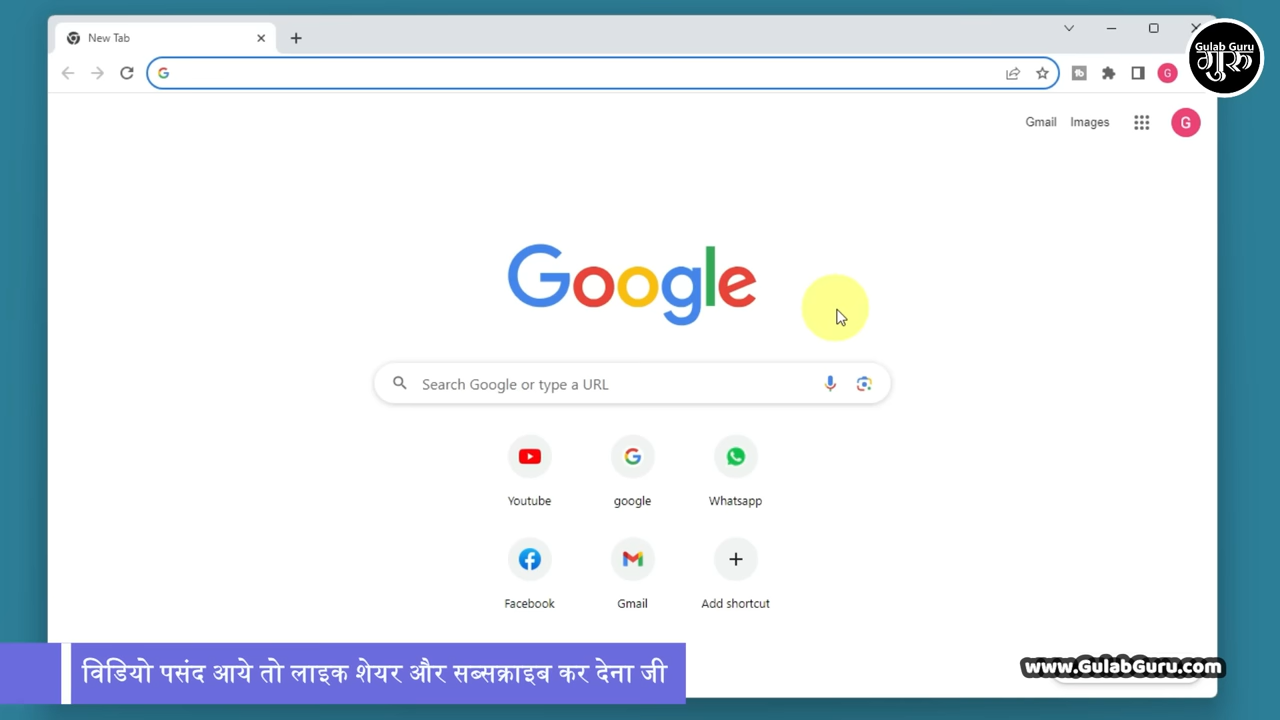 New Tab
Gulab Guru
गुरु
G
Gmail
Images
G
Google
Search Google or type a URL
Youtube
google
Whatsapp
Facebook
Gmail
Add shortcut
विडियो पसंद आये तो लाइक शेयर और सब्सक्राइब कर देना जी
www.GulabGuru.com